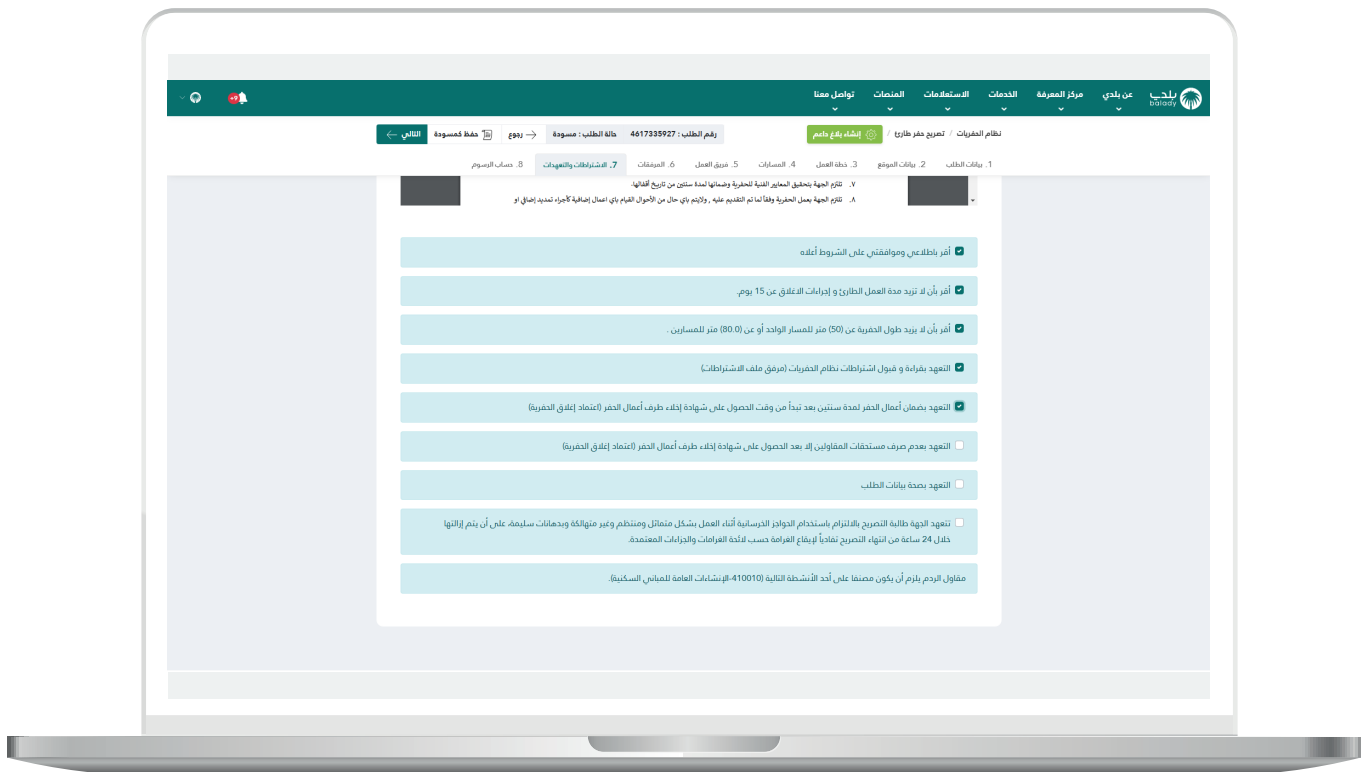 بلدي
balady
عن بلدي
مركز المعرفة
الخدمات
الاستعلامات
المنصات
تواصل معنا
+9
نظام الحفريات / تصريح حفر طارئ /
إنشاء بلاغ داعم
رقم الطلب : 4617335927
حالة الطلب : مسودة
رجوع
حفظ كمسودة
التالي
1. بيانات الطلب
2. بيانات الموقع
3. خطة العمل
4. المسارات
5. فريق العمل
6. المرفقات
7. الاشتراطات والتعهدات
8. حساب الرسوم
٧. تلتزم الجهة بتحقيق المعايير الفنية للحفرية وضمانها لمدة سنتين من تاريخ أقفالها.
٨. تلتزم الجهة بعمل الحفرية وفقاً لما تم التقديم عليه , ولايتم باي حال من الأحوال القيام باي اعمال إضافية كأجراء تمديد إضافي او
أقر باطلاعي وموافقتي على الشروط أعلاه
أقر بأن لا تزيد مدة العمل الطارئ و إجراءات الاغلاق عن 15 يوم.
أقر بأن لا يزيد طول الحفرية عن (50) متر للمسار الواحد أو عن (80.0) متر للمسارين .
التعهد بقراءة و قبول اشتراطات نظام الحفريات (مرفق ملف الاشتراطات)
التعهد بضمان أعمال الحفر لمدة سنتين بعد تبدأ من وقت الحصول على شهادة إخلاء طرف أعمال الحفر (اعتماد إغلاق الحفرية)
التعهد بعدم صرف مستحقات المقاولين إلا بعد الحصول على شهادة إخلاء طرف أعمال الحفر (اعتماد إغلاق الحفرية)
التعهد بصحة بيانات الطلب
تتعهد الجهة طالبة التصريح بالالتزام باستخدام الحواجز الخرسانية أثناء العمل بشكل متماثل ومنتظم وغير متهالكة وبدهانات سليمة، على أن يتم إزالتها
خلال 24 ساعة من انتهاء التصريح تفادياً لإيقاع الغرامة حسب لائحة الغرامات والجزاءات المعتمدة.
مقاول الردم يلزم أن يكون مصنفا على أحد الأنشطة التالية (410010-الإنشاءات العامة للمباني السكنية).